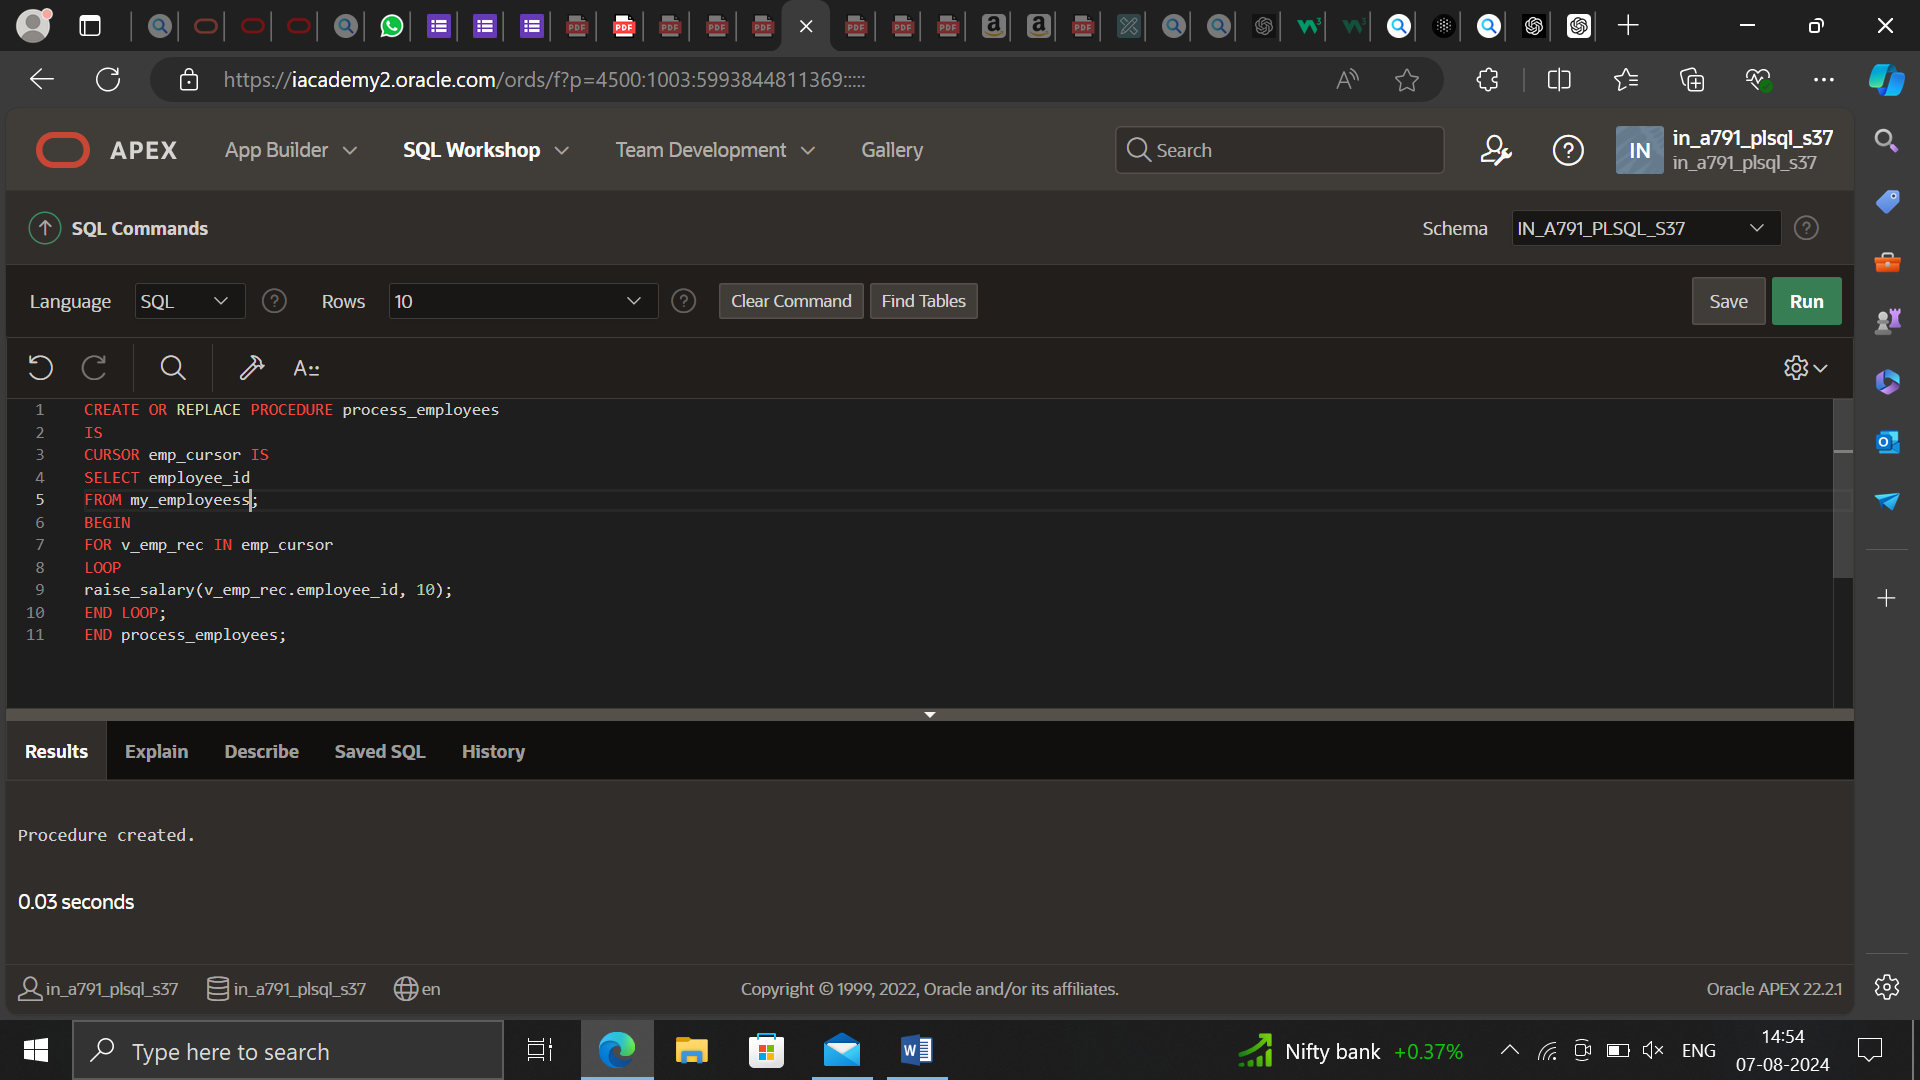 https://iacademy2.oracle.com/ords/f?p=4500:1003:5993844811369:::::
APEX App Builder SQL Workshop Team Development Gallery Search IN in_a791_plsql_s37
in_a791_plsql_s37
SQL Commands Schema IN_A791_PLSQL_S37
Language SQL Rows 10 Clear Command Find Tables Save Run
1 CREATE OR REPLACE PROCEDURE process_employees
2 IS
3 CURSOR emp_cursor IS
4 SELECT employee_id
5 FROM my_employeess;
6 BEGIN
7 FOR v_emp_rec IN emp_cursor
8 LOOP
9 raise_salary(v_emp_rec.employee_id, 10);
10 END LOOP;
11 END process_employees;
Results Explain Describe Saved SQL History
Procedure created.
0.03 seconds
in_a791_plsql_s37 in_a791_plsql_s37 en Copyright © 1999, 2022, Oracle and/or its affiliates. Oracle APEX 22.2.1
Type here to search Nifty bank +0.37% ENG 14:54
07-08-2024